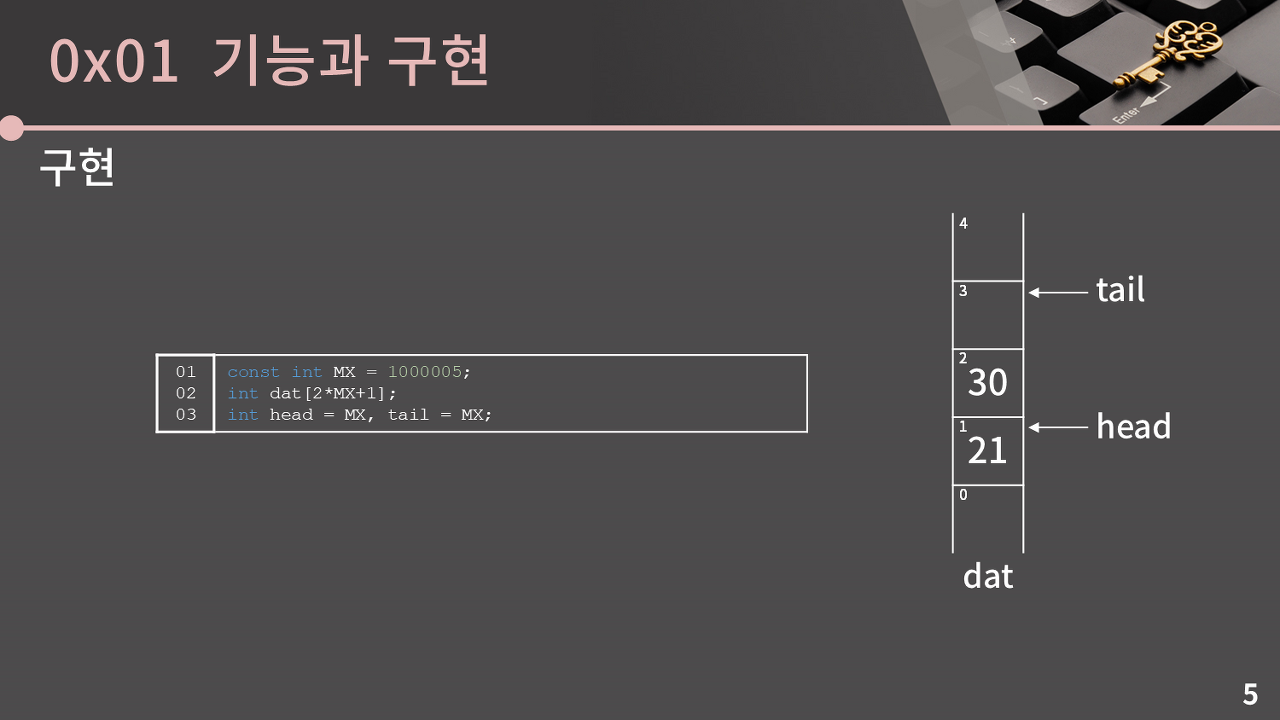 0x01 기능과 구현
구현
01 const int MX = 1000005;
02 int dat[2*MX+1];
03 int head = MX, tail = MX;
4
3
tail
2
30
head
1
21
0
dat
Enter
5